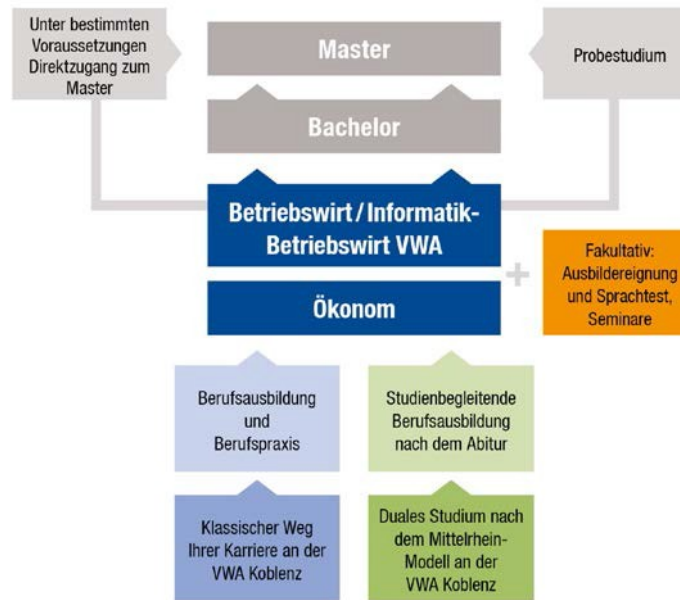 Unter bestimmten
Voraussetzungen
Direktzugang zum
Master
Master
Probestudium
Bachelor
Betriebswirt / Informatik-
Betriebswirt VWA
+
Fakultativ:
Ausbildereignung
und Sprachtest,
Seminare
Ökonom
Berufsausbildung
und
Berufspraxis
Studienbegleitende
Berufsausbildung
nach dem Abitur
Klassischer Weg
Ihrer Karriere an der
VWA Koblenz
Duales Studium nach
dem Mittelrhein-
Modell an der
VWA Koblenz